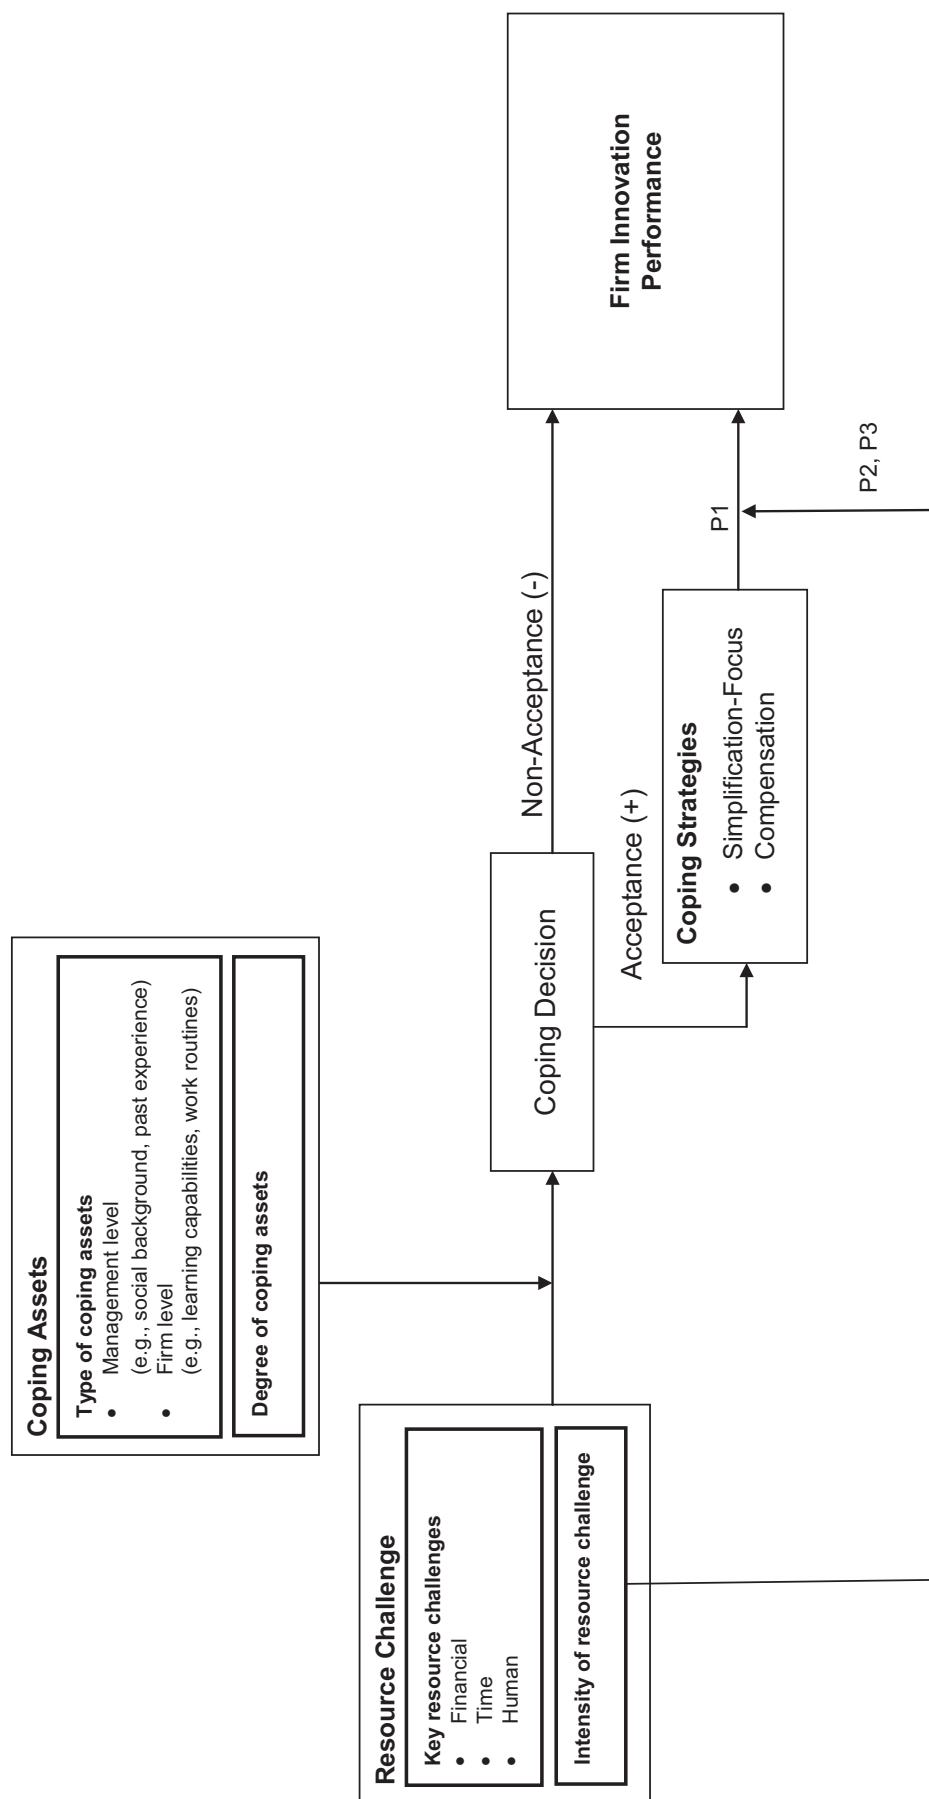 Coping Assets
Type of coping assets
• Management level
(e.g., social background, past experience)
• Firm level
(e.g., learning capabilities, work routines)
Degree of coping assets
Resource Challenge
Key resource challenges
• Financial
• Time
• Human
Intensity of resource challenge
Coping Decision
Non-Acceptance (-)
Acceptance (+)
Coping Strategies
• Simplification-Focus
• Compensation
P1
P2, P3
Firm Innovation
Performance